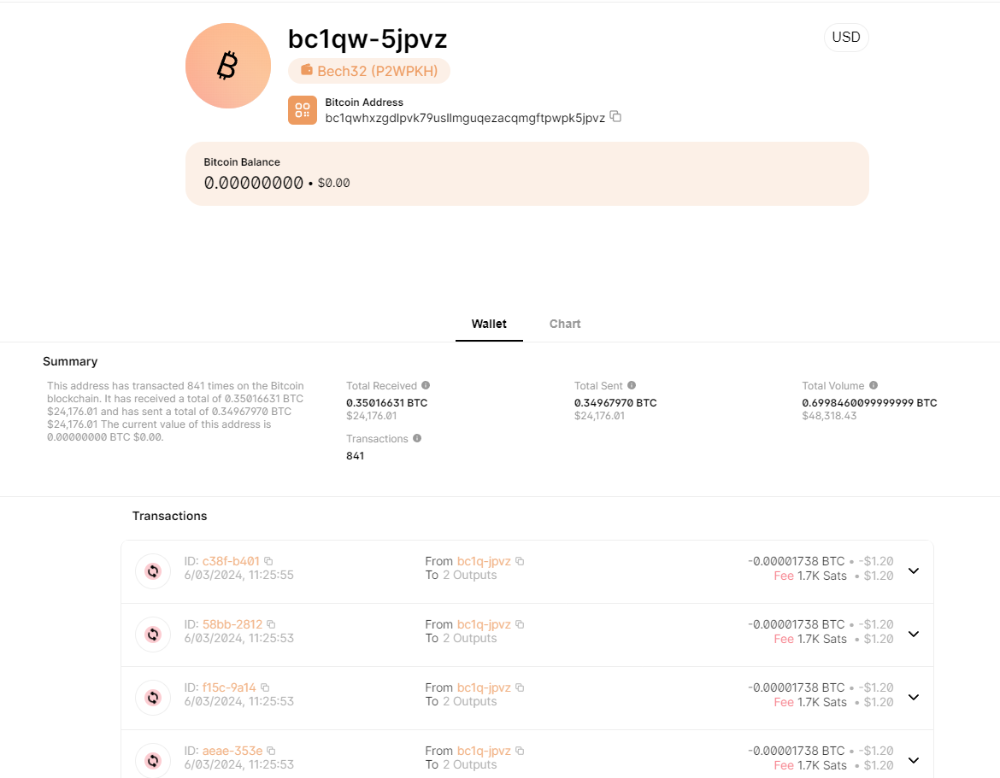 bc1qw-5jpvz
USD
Bech32 (P2WPKH)
Bitcoin Address
bc1qwhxzgdlpvk79usllmguqezacqmgftpwpk5jpvz
Bitcoin Balance
0.00000000 • $0.00
Wallet
Chart
Summary
This address has transacted 841 times on the Bitcoin
blockchain. It has received a total of 0.35016631 BTC
$24,176.01 and has sent a total of 0.34967970 BTC
$24,176.01 The current value of this address is
0.00000000 BTC $0.00.
Total Received
0.35016631 BTC
$24,176.01
Total Sent
0.34967970 BTC
$24,176.01
Total Volume
0.6998460099999999 BTC
$48,318.43
Transactions
841
Transactions
ID: c38f-b401
6/03/2024, 11:25:55
From bc1q-jpvz
To 2 Outputs
-0.00001738 BTC • -$1.20
Fee 1.7K Sats • $1.20
ID: 58bb-2812
6/03/2024, 11:25:53
From bc1q-jpvz
To 2 Outputs
-0.00001738 BTC • -$1.20
Fee 1.7K Sats • $1.20
ID: f15c-9a14
6/03/2024, 11:25:53
From bc1q-jpvz
To 2 Outputs
-0.00001738 BTC • -$1.20
Fee 1.7K Sats • $1.20
ID: aeae-353e
6/03/2024, 11:25:53
From bc1q-jpvz
To 2 Outputs
-0.00001738 BTC • -$1.20
Fee 1.7K Sats • $1.20